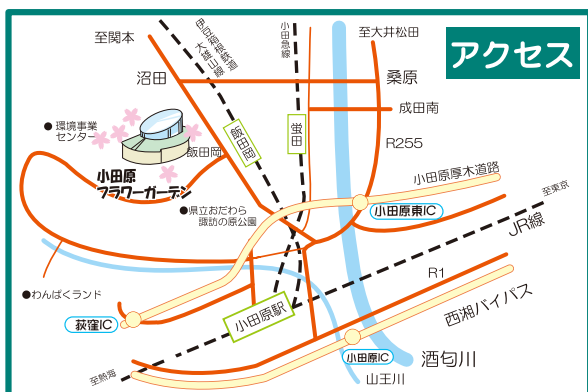 アクセス
至関本
伊豆箱根鉄道
大雄山線
小田急線
至大井松田
沼田
桑原
成田南
● 環境事業
センター
飯田岡
飯田岡
蛍田
R255
小田原
フラワーガーデン
小田原厚木道路
至東京
●県立おだわら
諏訪の原公園
小田原東IC
JR線
●わんぱくランド
R1
荻窪IC
小田原駅
西湘バイパス
小田原IC
酒匂川
至熱海
山王川